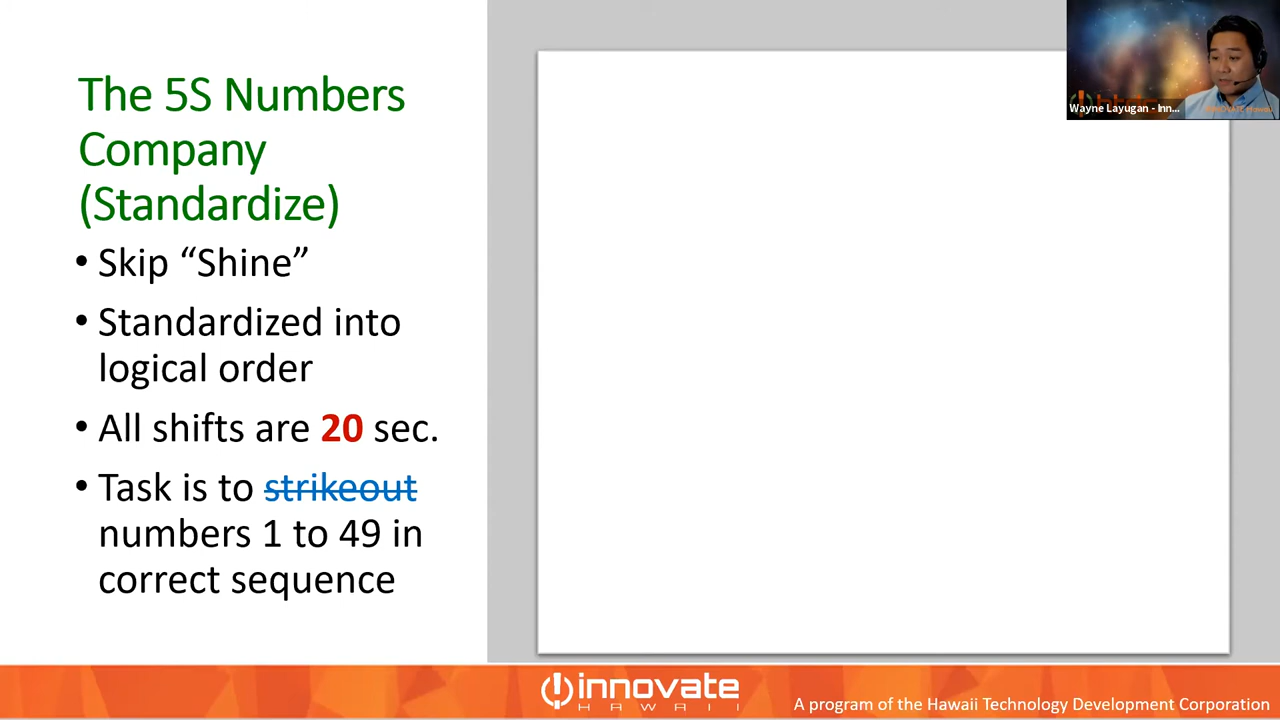 The 5S Numbers
Company
(Standardize)
• Skip “Shine”
• Standardized into
logical order
• All shifts are 20 sec.
• Task is to strikeout
numbers 1 to 49 in
correct sequence
Wayne Layugan - Inn...
innovate
HAWAII
A program of the Hawaii Technology Development Corporation